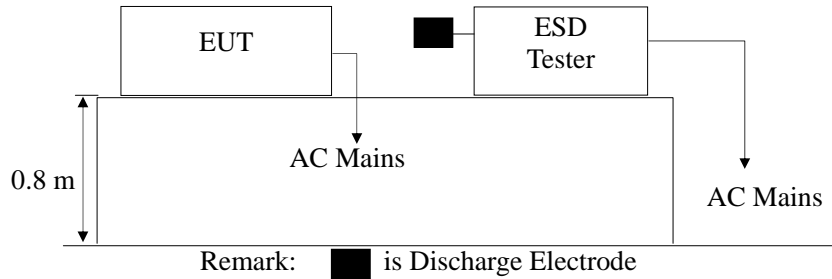 EUT
ESD
Tester
AC Mains
0.8 m
AC Mains
Remark: is Discharge Electrode